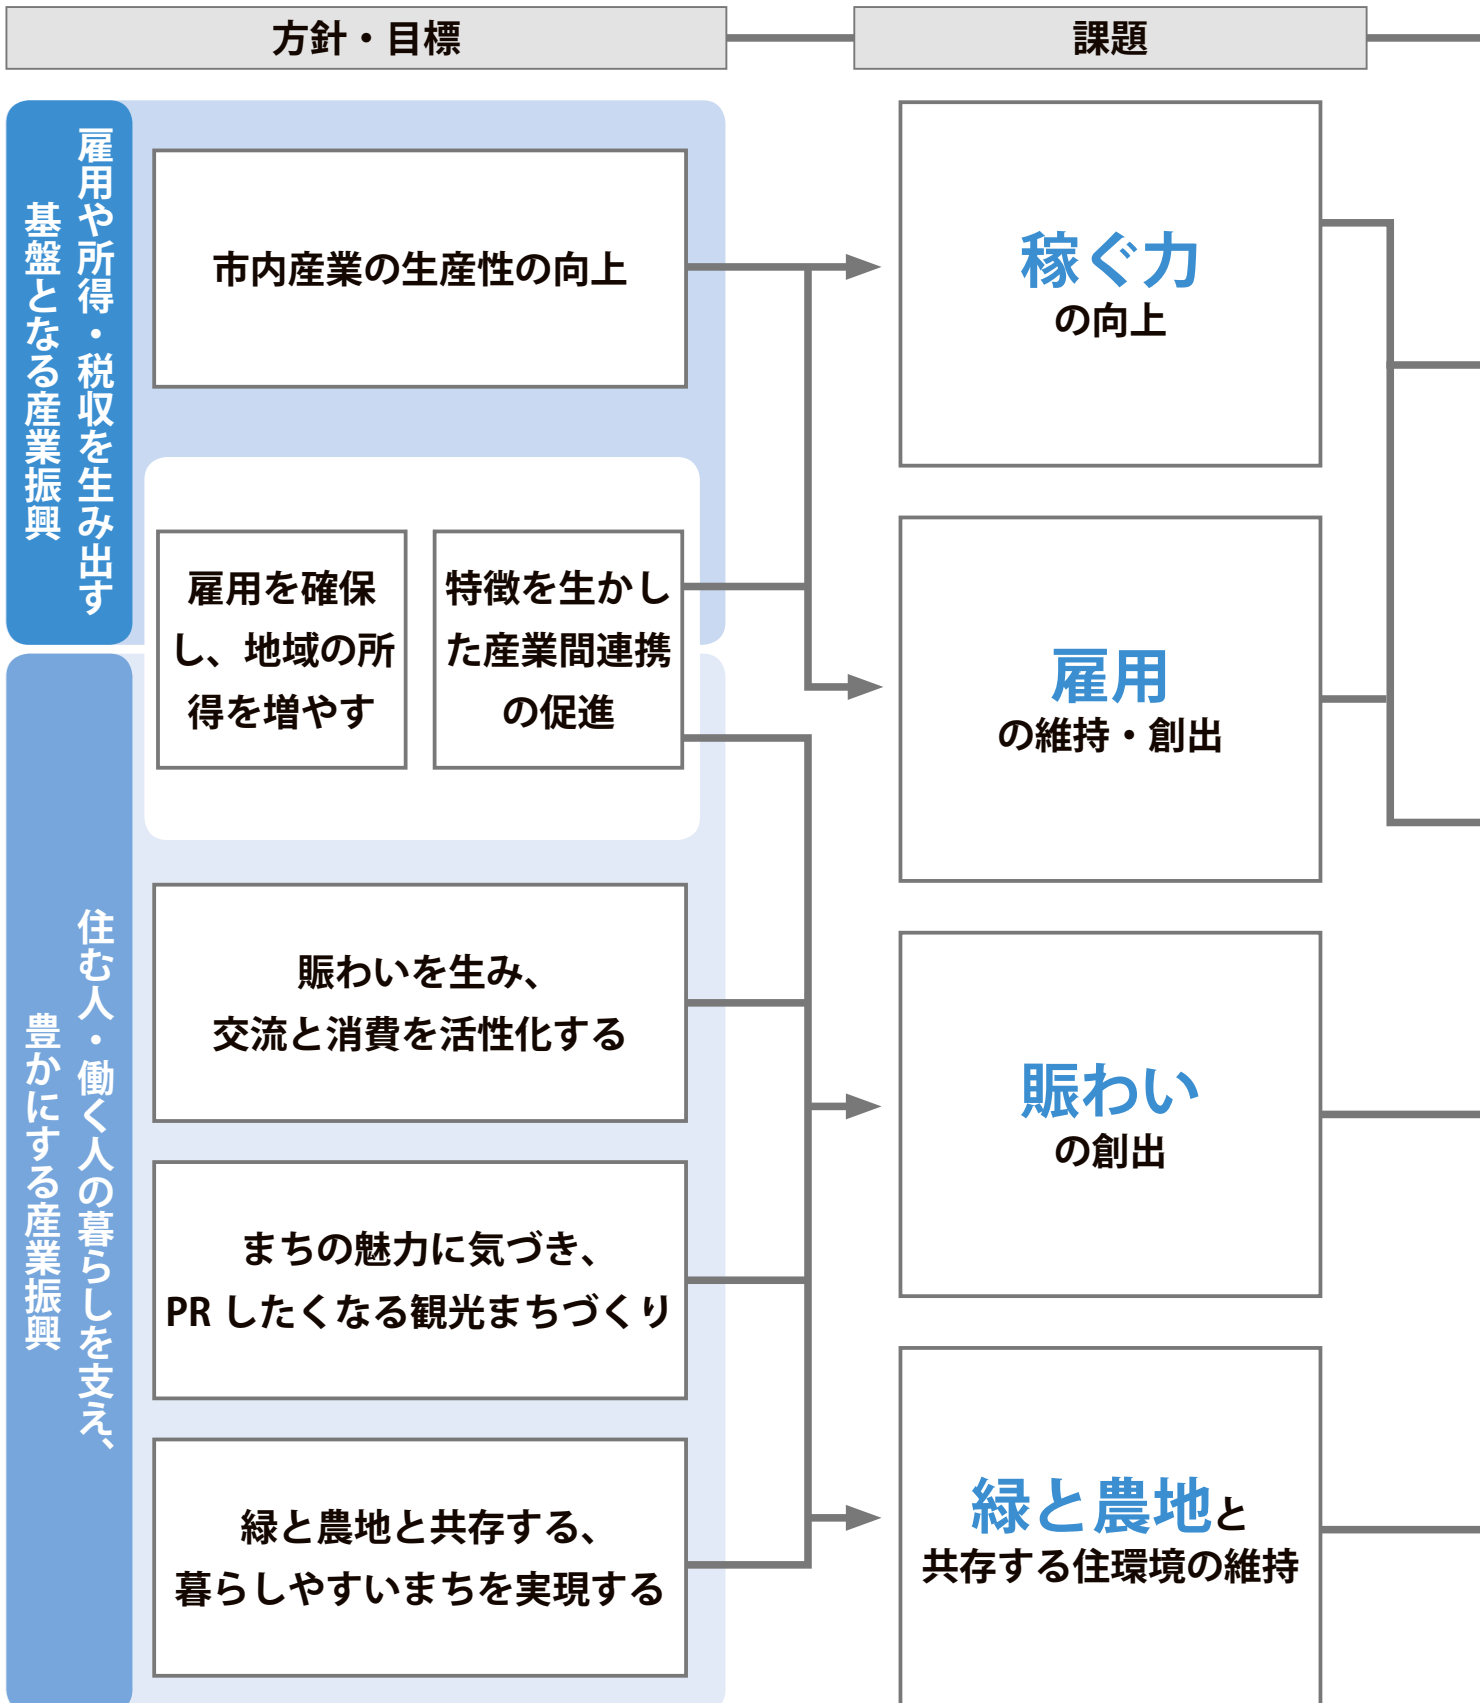 方針・目標
課題
雇用や所得・税収を生み出す
基盤となる産業振興
市内産業の生産性の向上
雇用を確保
し、地域の所
得を増やす
特徴を生かし
た産業間連携
の促進
住む人・働く人の暮らしを支え、
豊かにする産業振興
賑わいを生み、
交流と消費を活性化する
まちの魅力に気づき、
PRしたくなる観光まちづくり
緑と農地と共存する、
暮らしやすいまちを実現する
稼ぐ力
の向上
雇用
の維持・創出
賑わい
の創出
緑と農地と
共存する住環境の維持